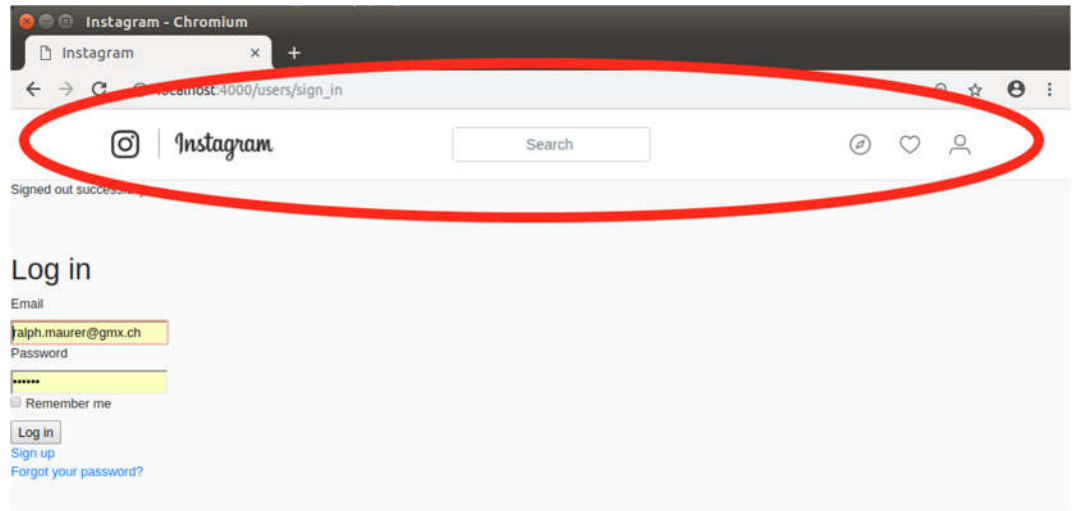 Instagram - Chromium
Instagram × +
localhost:4000/users/sign_in
Instagram Search
Signed out
Log in
Email
ralph.maurer@gmx.ch
Password
••••••
Remember me
Log in
Sign up
Forgot your password?